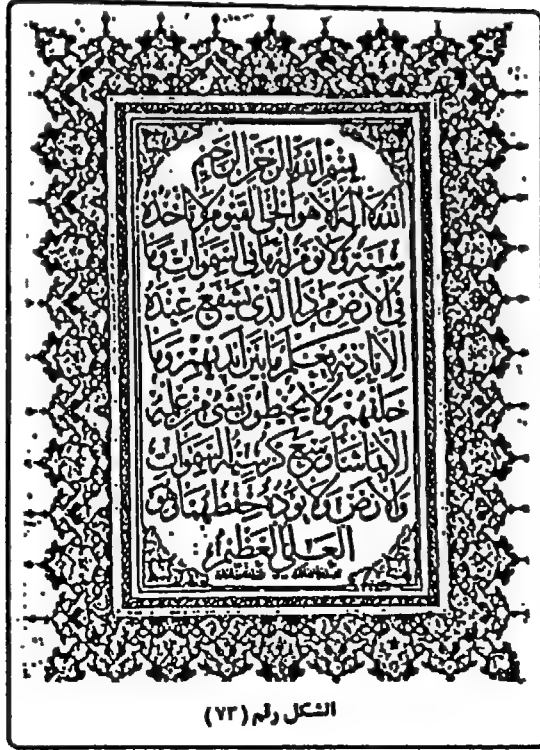 بسم الله الرحمن الرحيم
الله لا إله إلا هو الحي القيوم لا تأخذه
سنة ولا نوم له ما في السموات وما
في الأرض من ذا الذي يشفع عنده
إلا بإذنه يعلم ما بين أيديهم وما
خلفهم ولا يحيطون بشيء من علمه
إلا بما شاء وسع كرسيه السموات
والأرض ولا يؤده حفظهما وهو
العلي العظيم
الشكل رقم (٧٣)